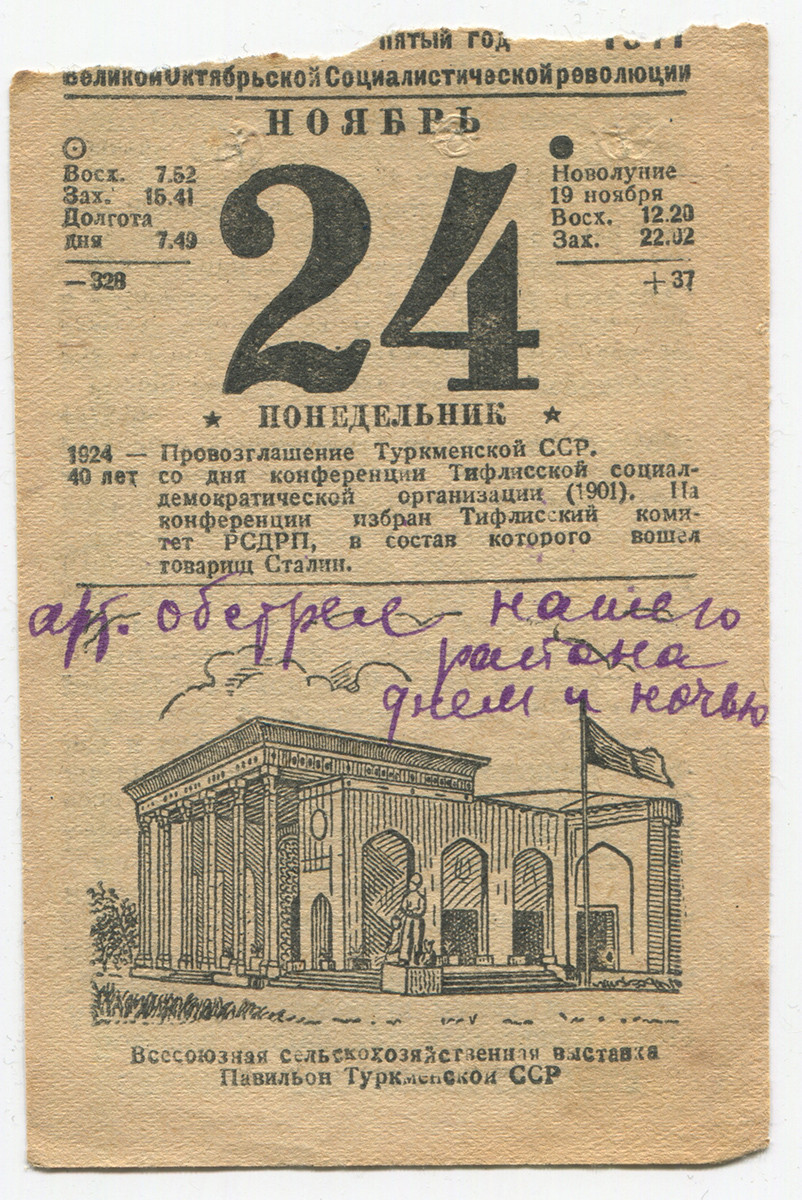 пятый год 1941
Великой Октябрьской Социалистической революции
НОЯБРЬ
Восх. 7.52
Зах. 15.41
Долгота
дня 7.49
—328
24
Новолуние
19 ноября
Восх. 12.20
Зах. 22.02
+37
★ ПОНЕДЕЛЬНИК ★
1924 — Провозглашение Туркменской ССР.
40 лет со дня конференции Тифлисской социал-
демократической организации (1901). На
конференции избран Тифлисский коми-
тет РСДРП, в состав которого вошел
товарищ Сталин.
арт. обстрел нашего
района
днем и ночью
Всесоюзная сельскохозяйственная выставка
Павильон Туркменской ССР